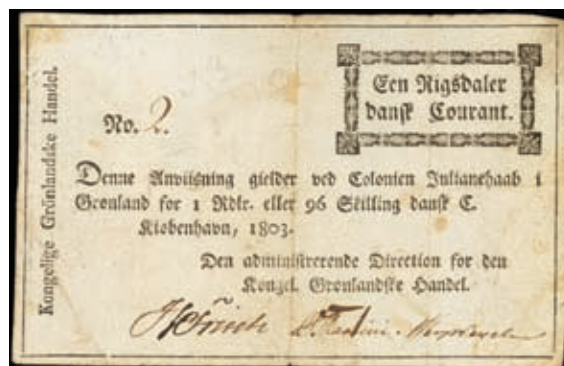 Kongelige Grönlandske Handel.
Een Rigsdaler
dansk Courant.
No. 2.
Denne Anviisning gielder ved Colonien Julianehaab i
Grønland for 1 Rdlr. eller 96 Skilling dansk C.
Kiøbenhavn, 1803.
Den administrerende Direction for den
Kongel. Grønlandske Handel.